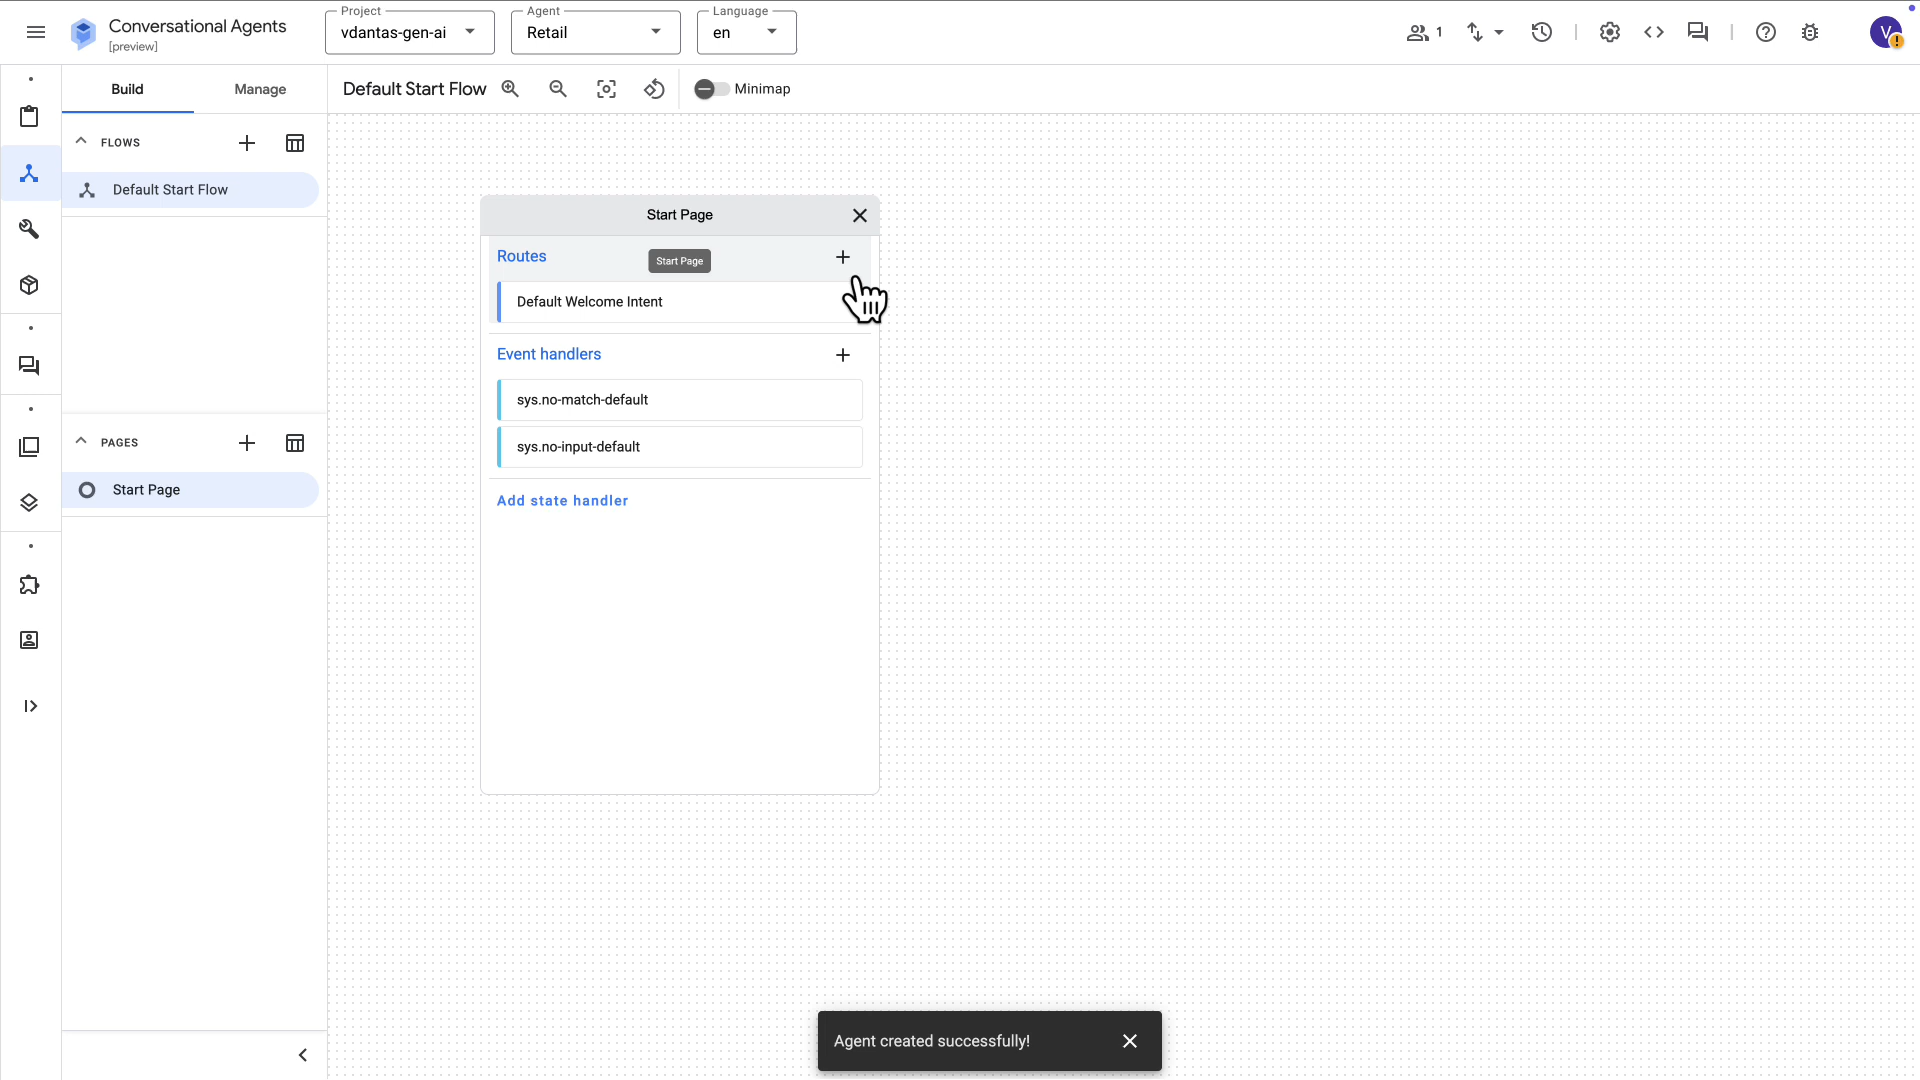 Conversational Agents
[preview]
Project
vdantas-gen-ai
Agent
Retail
Language
en
1
V
Build
Manage
Default Start Flow
Minimap
FLOWS
Default Start Flow
PAGES
Start Page
Start Page
Routes
Start Page
Default Welcome Intent
Event handlers
sys.no-match-default
sys.no-input-default
Add state handler
Agent created successfully!